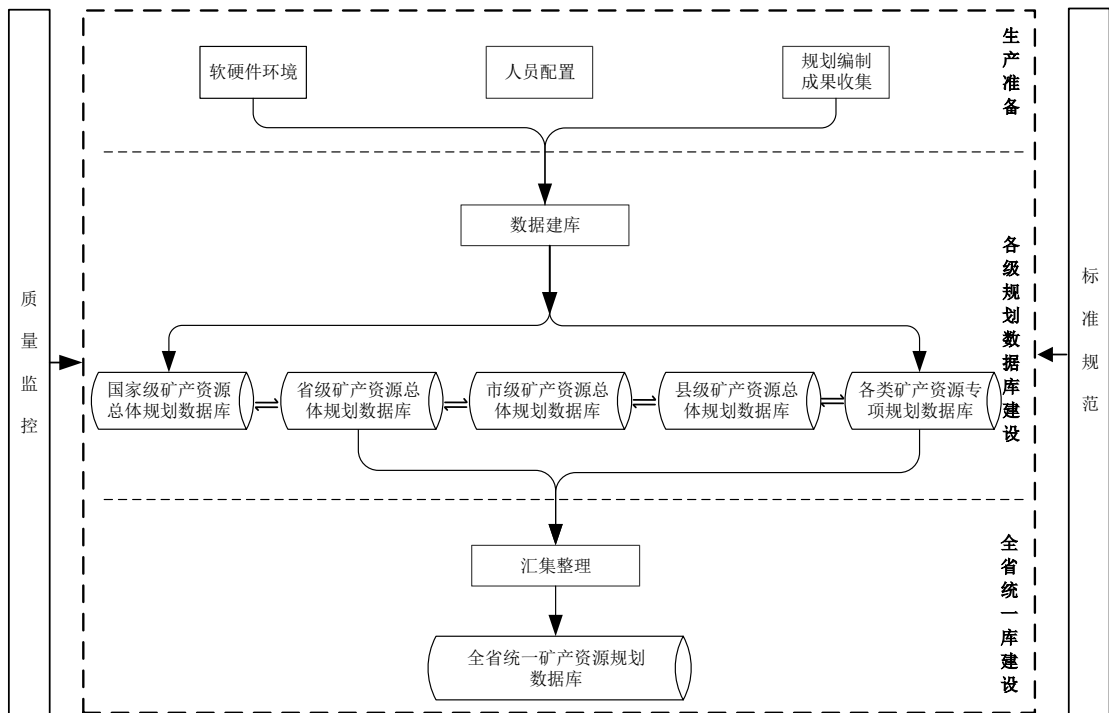 质
量
监
控
生
产
准
备
软硬件环境
人员配置
规划编制
成果收集
数据建库
各
级
规
划
数
据
库
建
设
国家级矿产资源
总体规划数据库
省级矿产资源总
体规划数据库
市级矿产资源总
体规划数据库
县级矿产资源总
体规划数据库
各类矿产资源专
项规划数据库
汇集整理
全省统一矿产资源规划
数据库
全
省
统
一
库
建
设
标
准
规
范